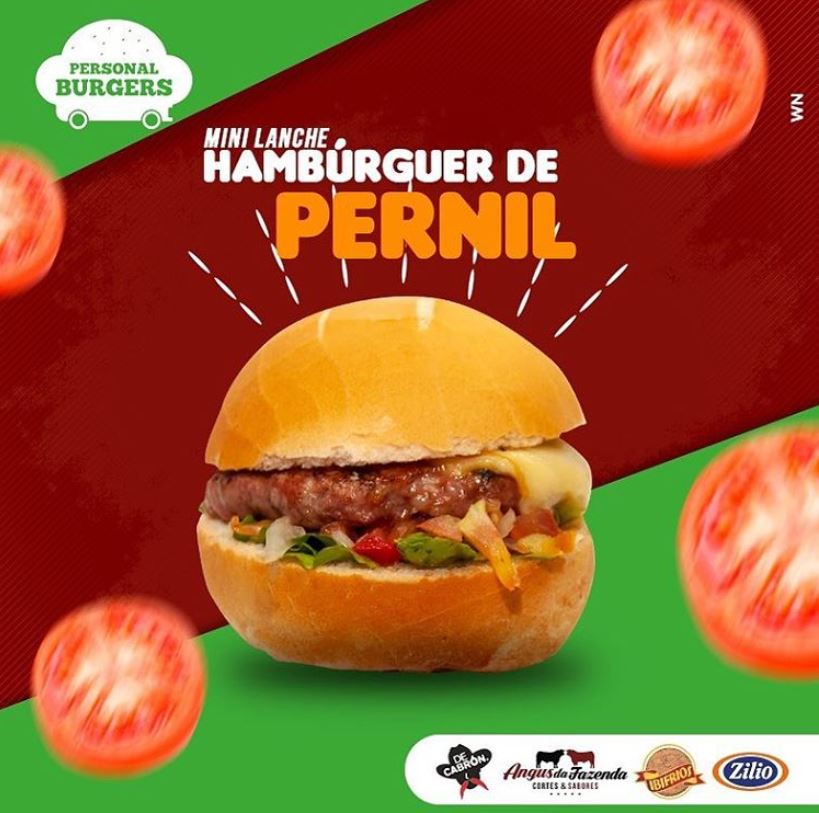 PERSONAL
BURGERS
WN
MINI LANCHE
HAMBÚRGUER DE
PERNIL
DE
CABRÓN.
Angus da Fazenda
CORTES & SABORES
IBIFRIOS
Zilio